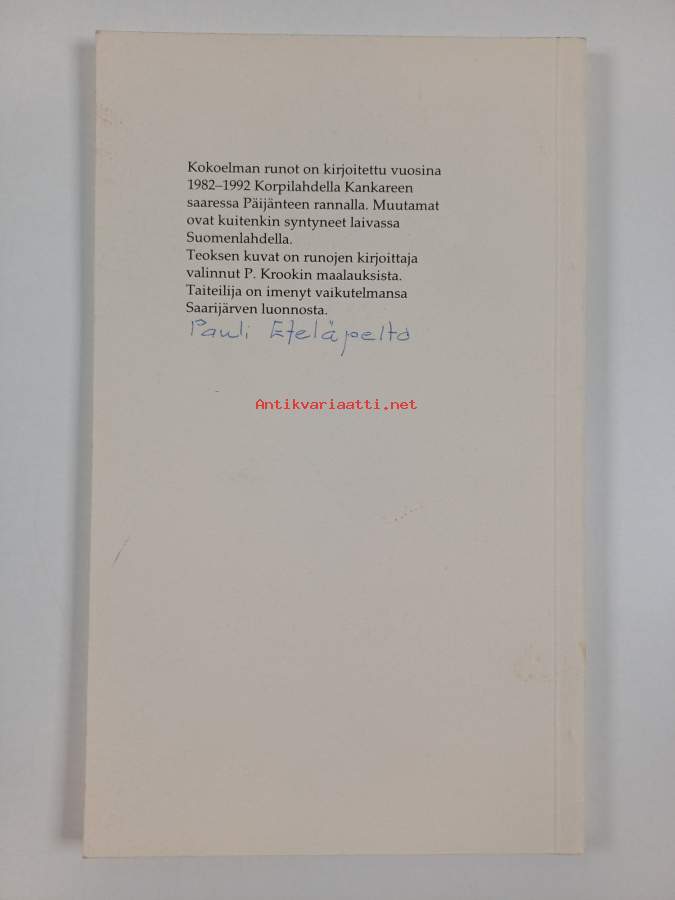 Kokoelman runot on kirjoitettu vuosina
1982–1992 Korpilahdella Kankareen
saaressa Päijänteen rannalla. Muutamat
ovat kuitenkin syntyneet laivassa
Suomenlahdella.
Teoksen kuvat on runojen kirjoittaja
valinnut P. Krookin maalauksista.
Taiteilija on imenyt vaikutelmansa
Saarijärven luonnosta.
Pauli Eteläpelto
Antikvariaatti.net